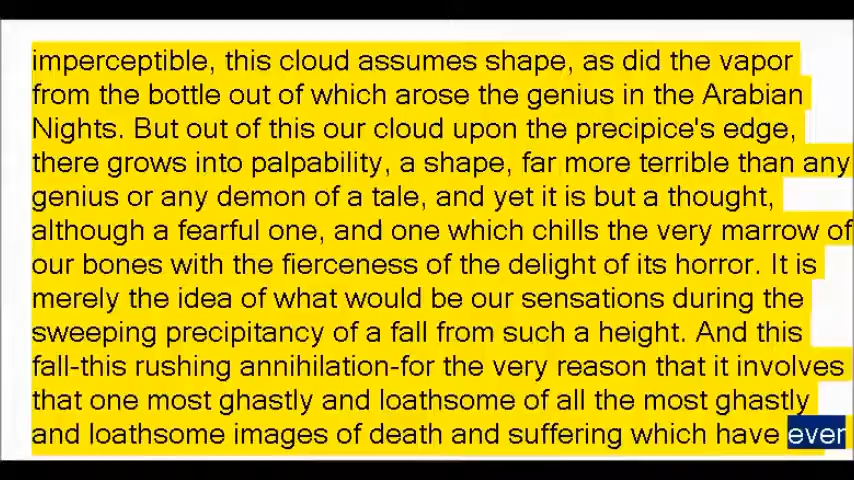 imperceptible, this cloud assumes shape, as did the vapor
from the bottle out of which arose the genius in the Arabian
Nights. But out of this our cloud upon the precipice's edge,
there grows into palpability, a shape, far more terrible than any
genius or any demon of a tale, and yet it is but a thought,
although a fearful one, and one which chills the very marrow of
our bones with the fierceness of the delight of its horror. It is
merely the idea of what would be our sensations during the
sweeping precipitancy of a fall from such a height. And this
fall-this rushing annihilation-for the very reason that it involves
that one most ghastly and loathsome of all the most ghastly
and loathsome images of death and suffering which have ever